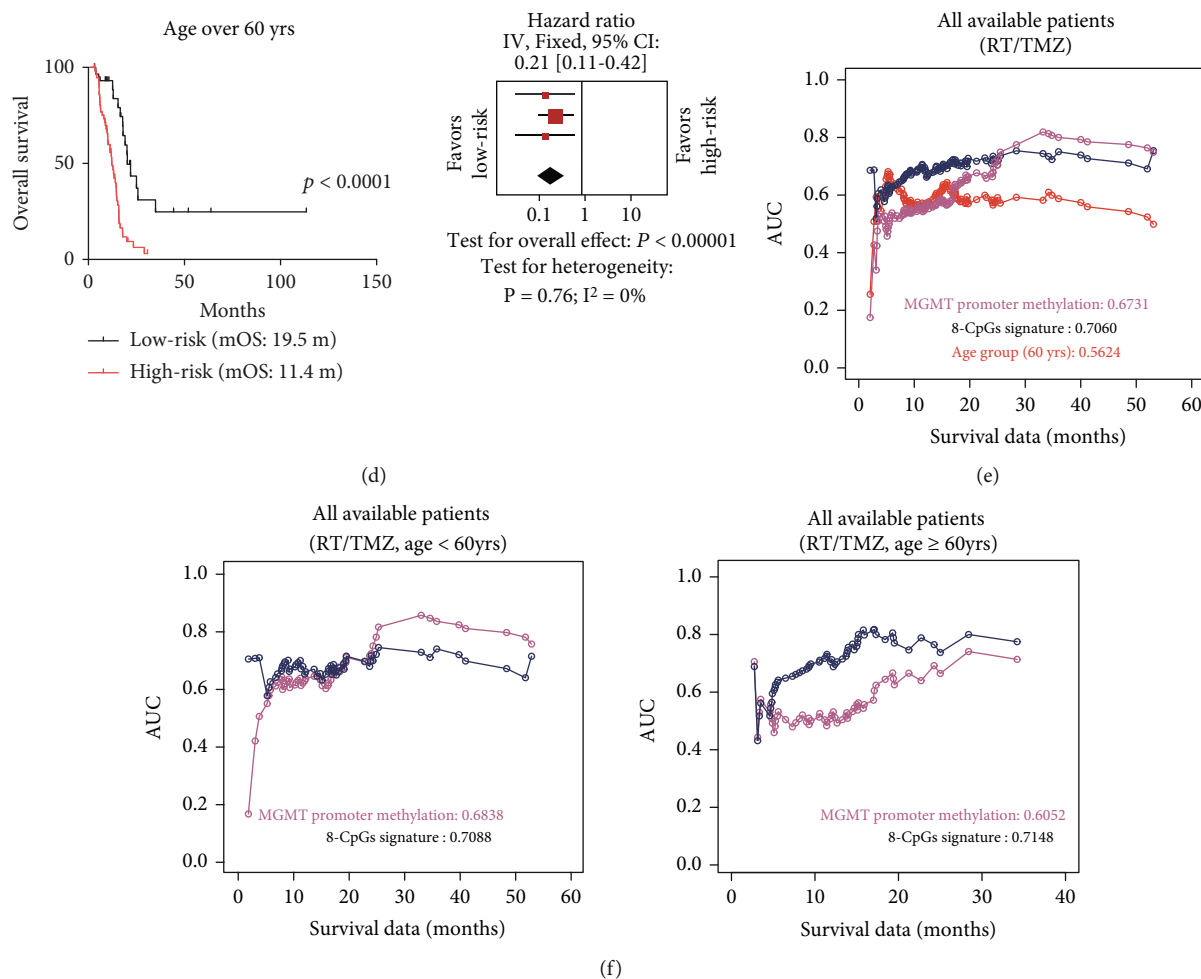 Age over 60 yrs
Overall survival
100
50
0
p < 0.0001
0 50 100 150
Months
Low-risk (mOS: 19.5 m)
High-risk (mOS: 11.4 m)
Hazard ratio
IV, Fixed, 95% CI:
0.21 [0.11-0.42]
Favors
low-risk
Favors
high-risk
0.1 1 10
Test for overall effect: P < 0.00001
Test for heterogeneity:
P = 0.76; I² = 0%
(d)
All available patients
(RT/TMZ)
AUC
1.0
0.8
0.6
0.4
0.2
0.0
MGMT promoter methylation: 0.6731
8-CpGs signature : 0.7060
Age group (60 yrs): 0.5624
0 10 20 30 40 50 60
Survival data (months)
(e)
All available patients
(RT/TMZ, age < 60yrs)
AUC
1.0
0.8
0.6
0.4
0.2
0.0
MGMT promoter methylation: 0.6838
8-CpGs signature : 0.7088
0 10 20 30 40 50 60
Survival data (months)
All available patients
(RT/TMZ, age ≥ 60yrs)
AUC
1.0
0.8
0.6
0.4
0.2
0.0
MGMT promoter methylation: 0.6052
8-CpGs signature : 0.7148
0 10 20 30 40
Survival data (months)
(f)